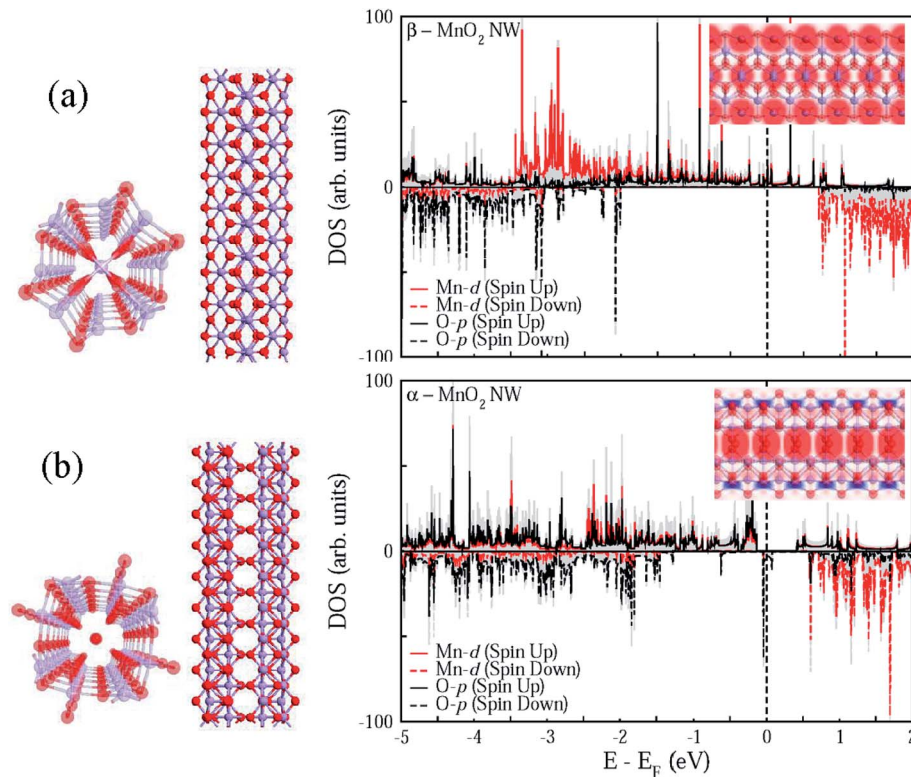 (a)
β – MnO₂ NW
100
0
-100
DOS (arb. units)
Mn-d (Spin Up)
Mn-d (Spin Down)
O-p (Spin Up)
O-p (Spin Down)
(b)
α – MnO₂ NW
100
0
-100
DOS (arb. units)
Mn-d (Spin Up)
Mn-d (Spin Down)
O-p (Spin Up)
O-p (Spin Down)
-5 -4 -3 -2 -1 0 1 2
E - E_F (eV)